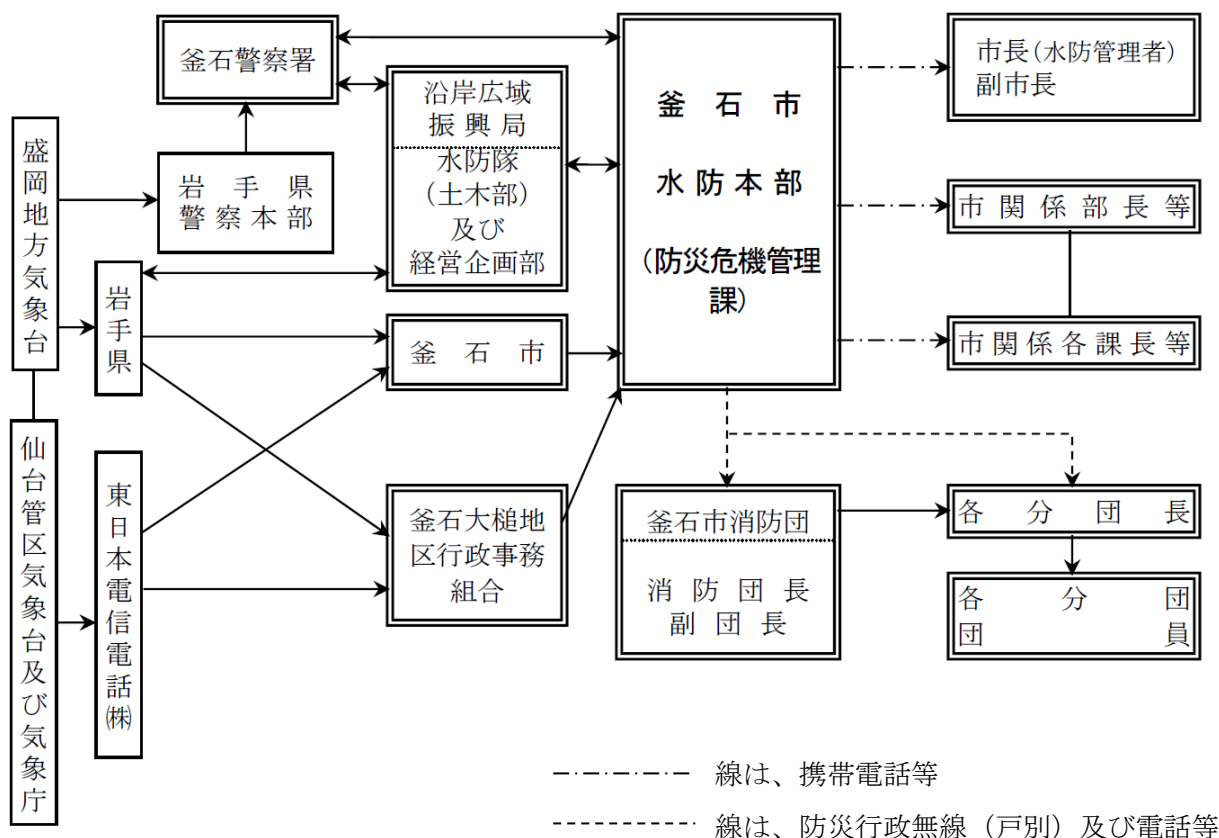 盛岡地方気象台
仙台管区気象台及び気象庁
岩手県
東日本電信電話㈱
釜石警察署
岩手県
警察本部
沿岸広域
振興局
水防隊
(土木部)
及び
経営企画部
釜石市
釜石大槌地
区行政事務
組合
釜石市
水防本部
(防災危機管理
課)
市長(水防管理者)
副市長
市関係部長等
市関係各課長等
釜石市消防団
消防団長
副団長
各分団長
各分団
団員
線は、携帯電話等
線は、防災行政無線(戸別)及び電話等